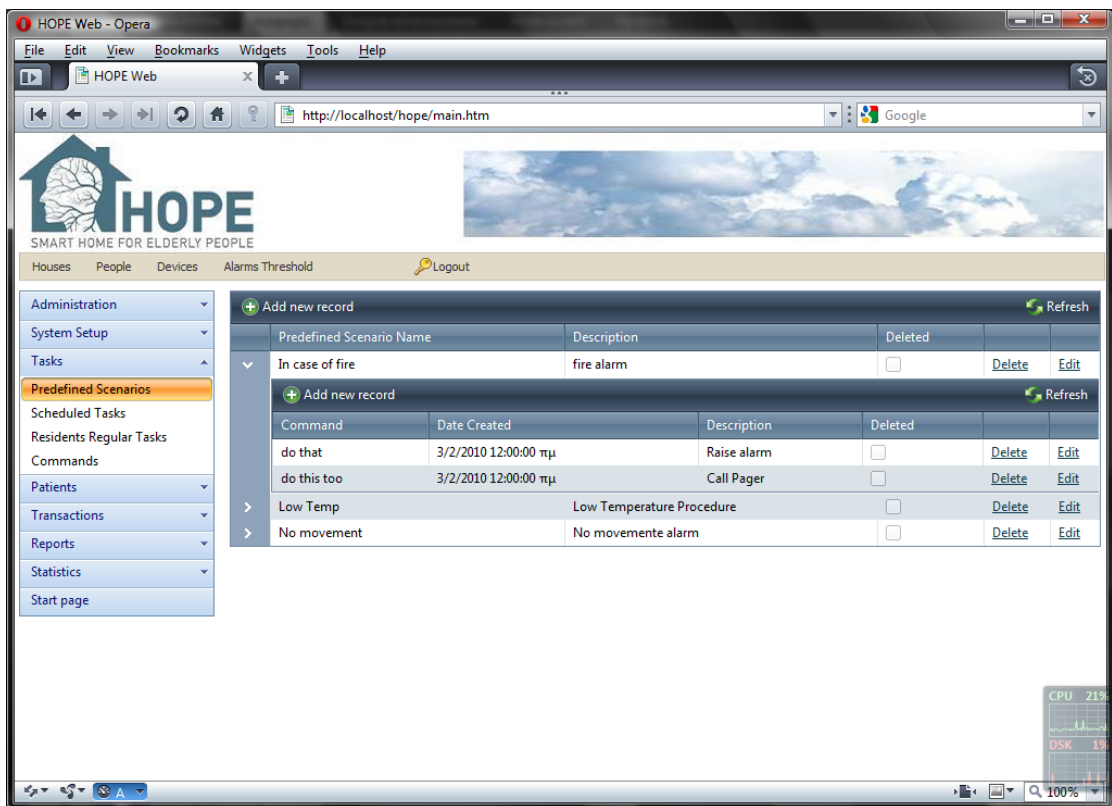 HOPE Web - Opera
File Edit View Bookmarks Widgets Tools Help
HOPE Web
http://localhost/hope/main.htm
Google
HOPE
SMART HOME FOR ELDERLY PEOPLE
Houses People Devices Alarms Threshold Logout
Administration
System Setup
Tasks
Predefined Scenarios
Scheduled Tasks
Residents Regular Tasks
Commands
Patients
Transactions
Reports
Statistics
Start page
Add new record Refresh
Predefined Scenario Name Description Deleted
In case of fire fire alarm Delete Edit
Add new record Refresh
Command Date Created Description Deleted
do that 3/2/2010 12:00:00 πμ Raise alarm Delete Edit
do this too 3/2/2010 12:00:00 πμ Call Pager Delete Edit
Low Temp Low Temperature Procedure Delete Edit
No movement No movemente alarm Delete Edit
CPU 21%
DSK 1%
A
100%